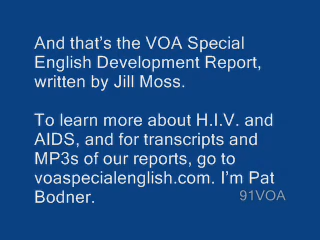 And that's the VOA Special
English Development Report,
written by Jill Moss.
To learn more about H.I.V. and
AIDS, and for transcripts and
MP3s of our reports, go to
voaspecialenglish.com. I'm Pat
Bodner.
91VOA